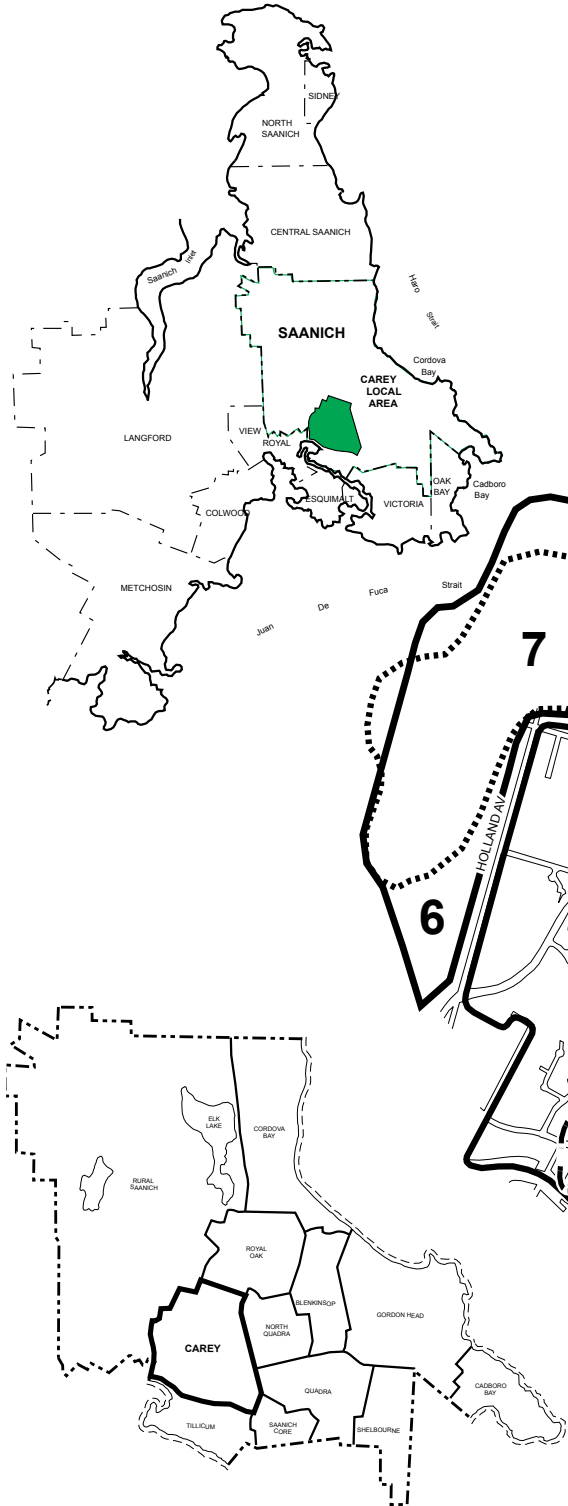 SIDNEY
NORTH
SAANICH
CENTRAL SAANICH
Saanich Inlet
Haro
Strait
SAANICH
Cordova
Bay
CAREY
LOCAL
AREA
LANGFORD
VIEW
ROYAL
OAK
BAY
Cadboro
Bay
ESQUIMALT
VICTORIA
COLWOOD
METCHOSIN
Juan De Fuca Strait
7
HOLLAND AV
6
ELK
LAKE
CORDOVA
BAY
RURAL
SAANICH
ROYAL
OAK
BLENKINSOP
GORDON HEAD
NORTH
QUADRA
CAREY
CADBORO
BAY
QUADRA
TILLICUM
SAANICH
CORE
SHELBOURNE